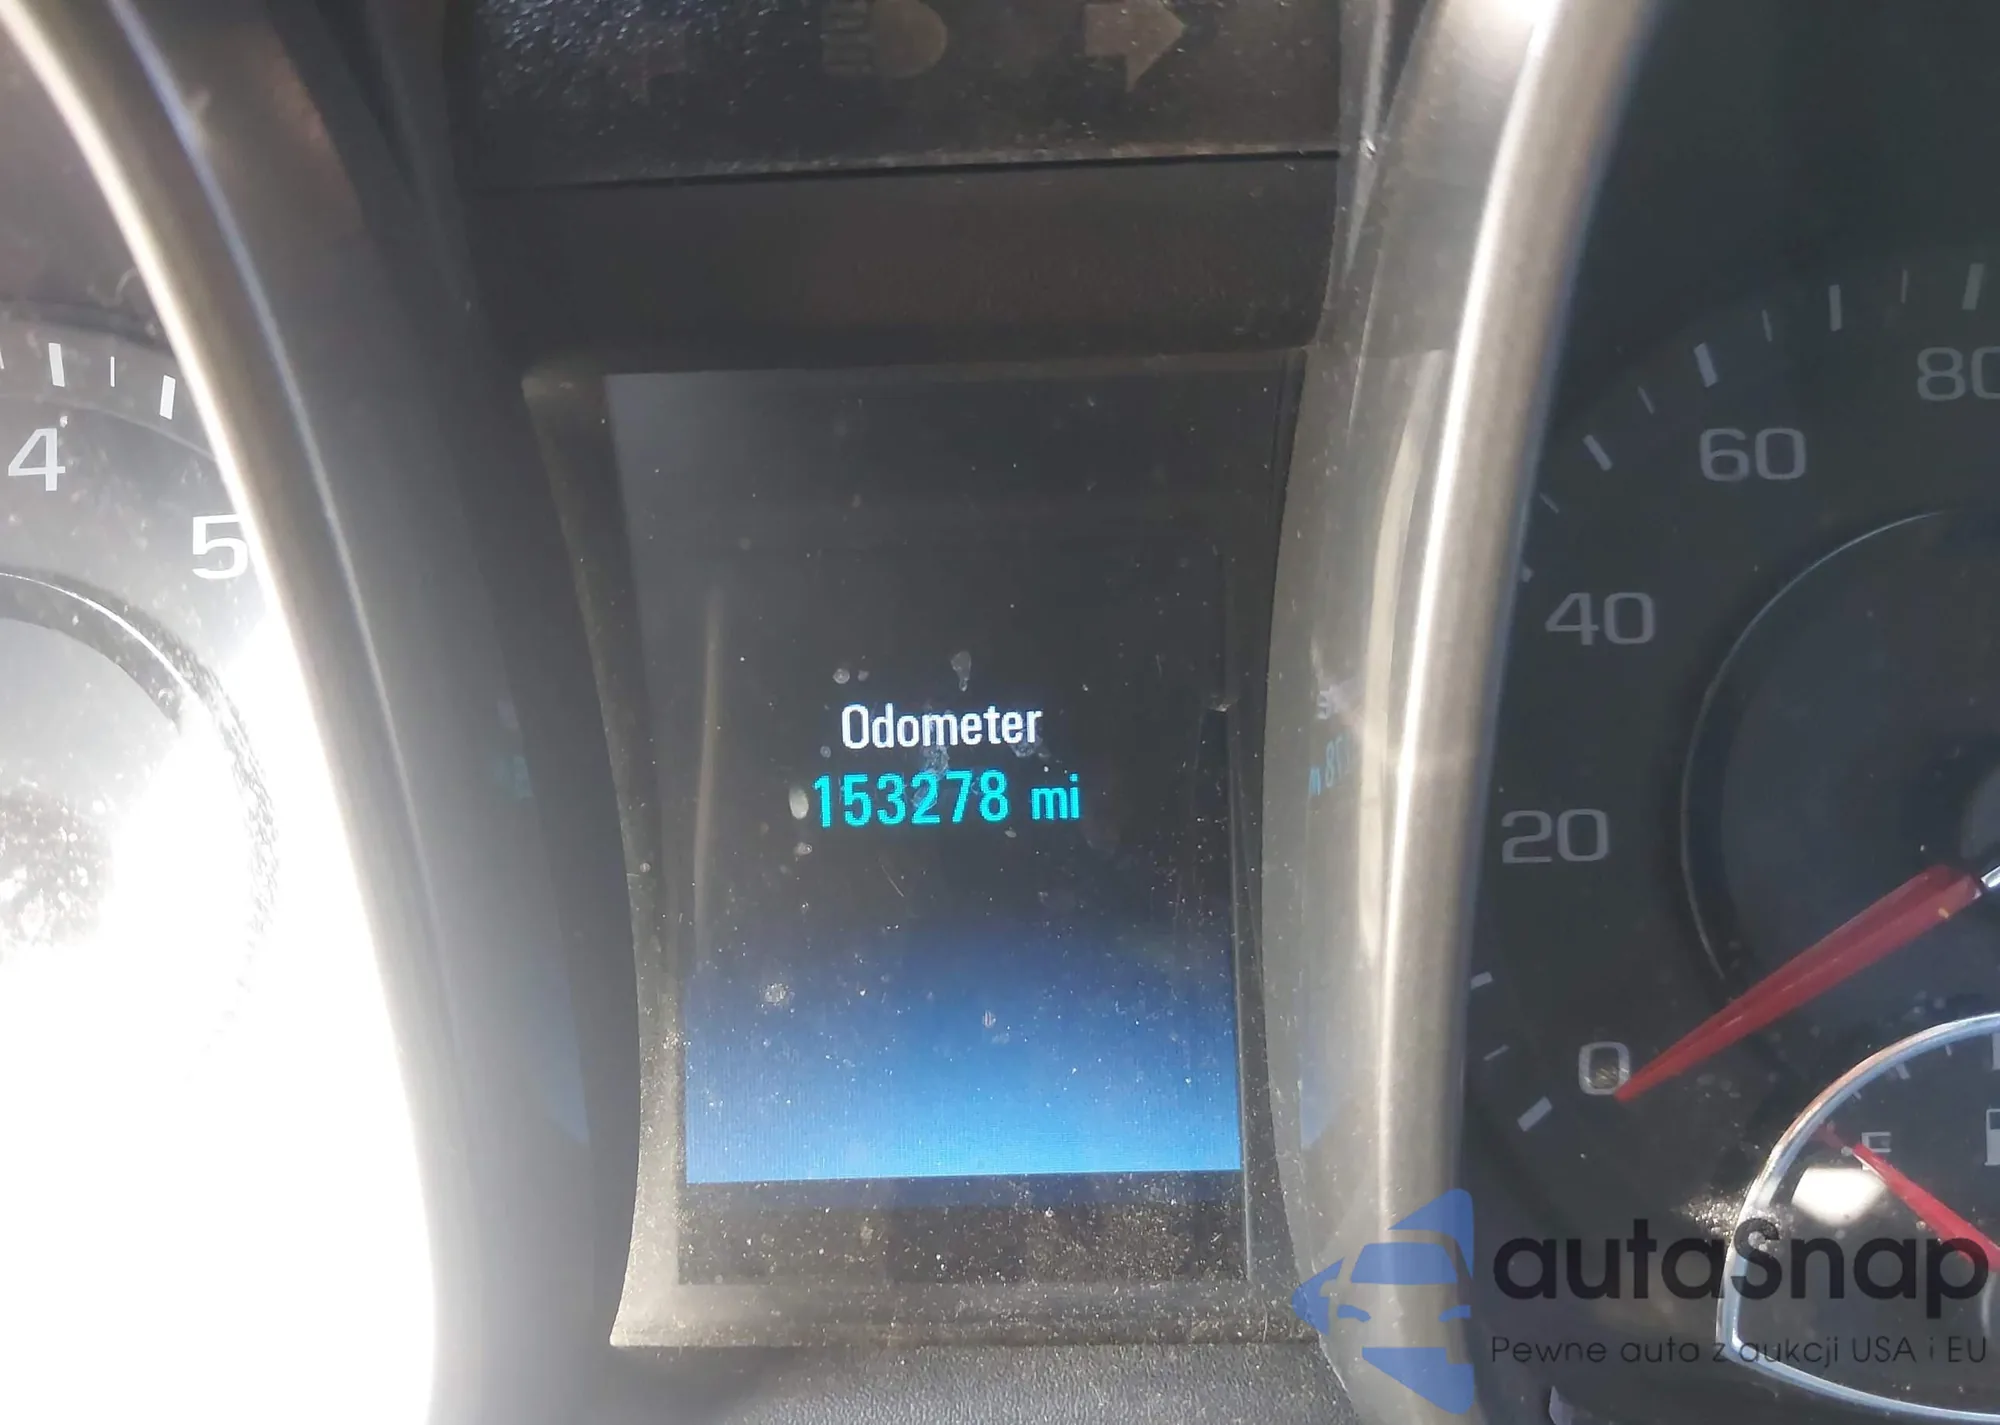 4
5
Odometer
153278 mi
80
60
40
20
0
E
autasnap
Pewne auta z aukcji USA i EU